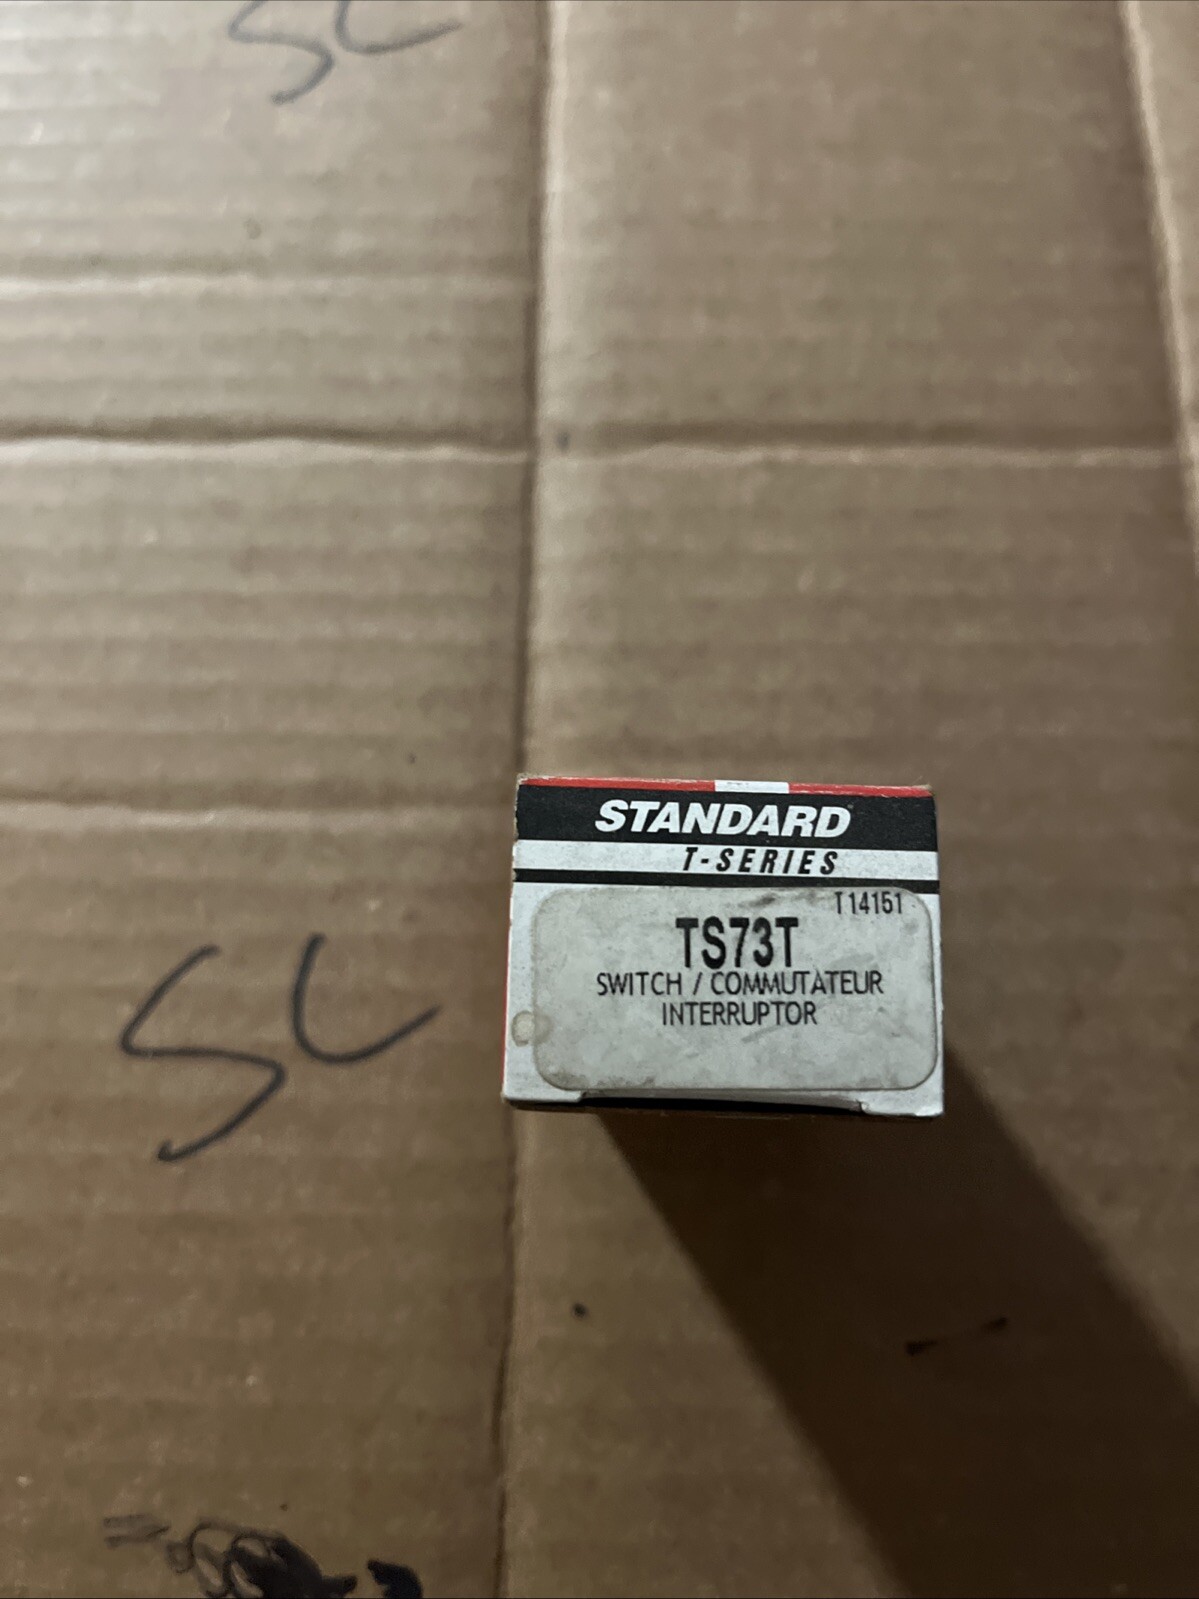 SC
STANDARD
T-SERIES
T14151
TS73T
SWITCH / COMMUTATEUR
INTERRUPTOR
SC